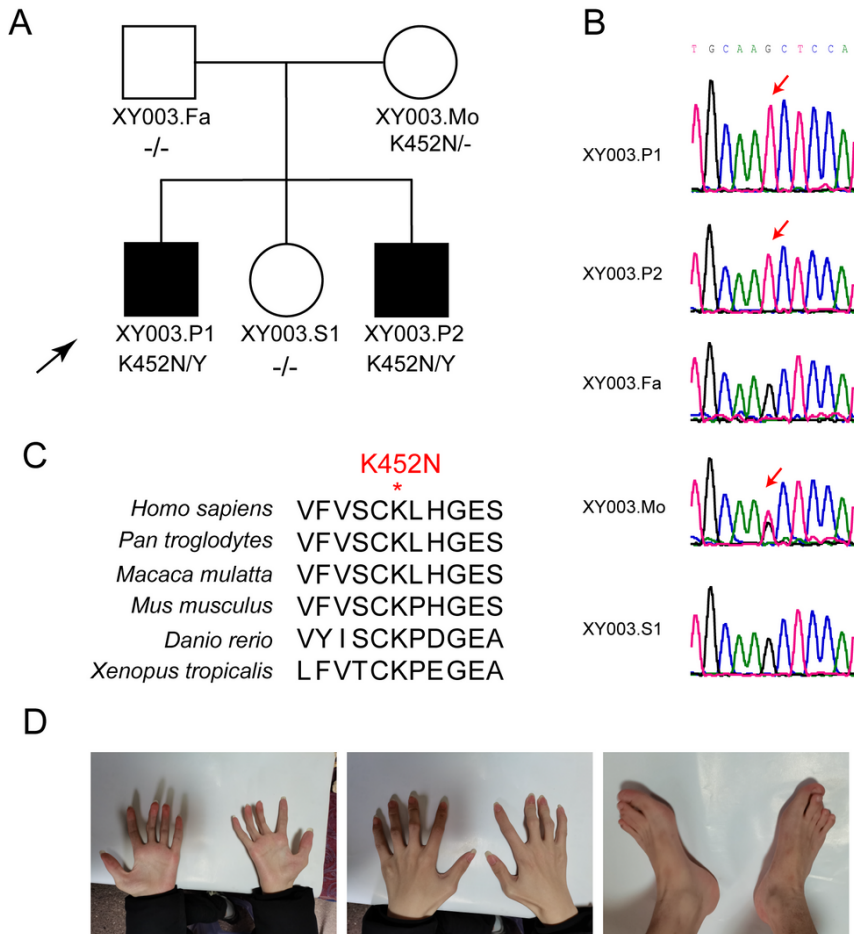 A
XY003.Fa
-/-
XY003.Mo
K452N/-
XY003.P1
K452N/Y
XY003.S1
-/-
XY003.P2
K452N/Y
B
T G C A A G C T C C A
XY003.P1
XY003.P2
XY003.Fa
XY003.Mo
XY003.S1
C
K452N
*
Homo sapiens VFVSCKLHGES
Pan troglodytes VFVSCKLHGES
Macaca mulatta VFVSCKLHGES
Mus musculus VFVSCKPHGES
Danio rerio VYISCKPDGEA
Xenopus tropicalis LFVTCKPEGEA
D